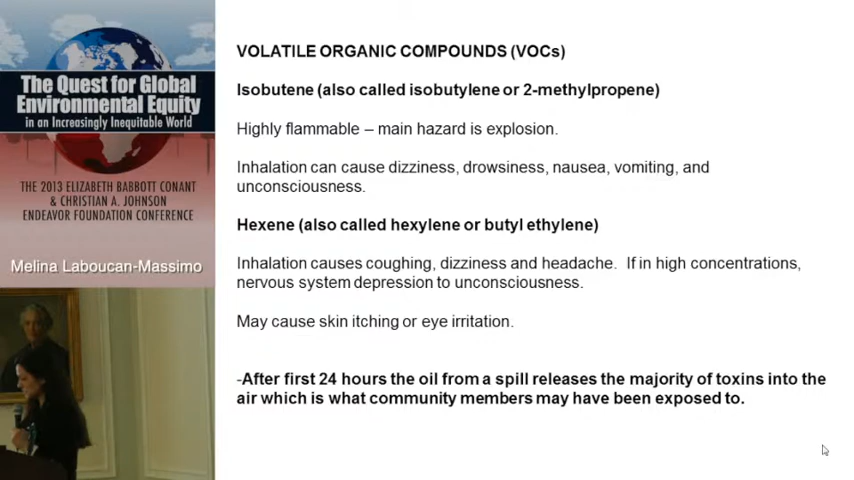 The Quest for Global
Environmental Equity
in an Increasingly Inequitable World
THE 2013 ELIZABETH BABBOTT CONANT
& CHRISTIAN A. JOHNSON
ENDEAVOR FOUNDATION CONFERENCE
Melina Laboucan-Massimo
VOLATILE ORGANIC COMPOUNDS (VOCs)
Isobutene (also called isobutylene or 2-methylpropene)
Highly flammable – main hazard is explosion.
Inhalation can cause dizziness, drowsiness, nausea, vomiting, and
unconsciousness.
Hexene (also called hexylene or butyl ethylene)
Inhalation causes coughing, dizziness and headache. If in high concentrations,
nervous system depression to unconsciousness.
May cause skin itching or eye irritation.
-After first 24 hours the oil from a spill releases the majority of toxins into the
air which is what community members may have been exposed to.